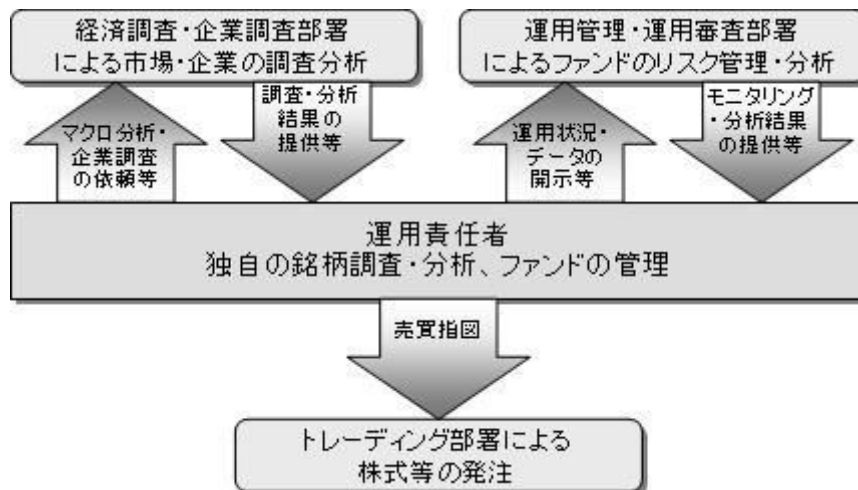 経済調査・企業調査部署
による市場・企業の調査分析
運用管理・運用審査部署
によるファンドのリスク管理・分析
マクロ分析・
企業調査
の依頼等
調査・分析
結果の
提供等
運用状況・
データの
開示等
モニタリング
・分析結果
の提供等
運用責任者
独自の銘柄調査・分析、ファンドの管理
売買指図
トレーディング部署による
株式等の発注